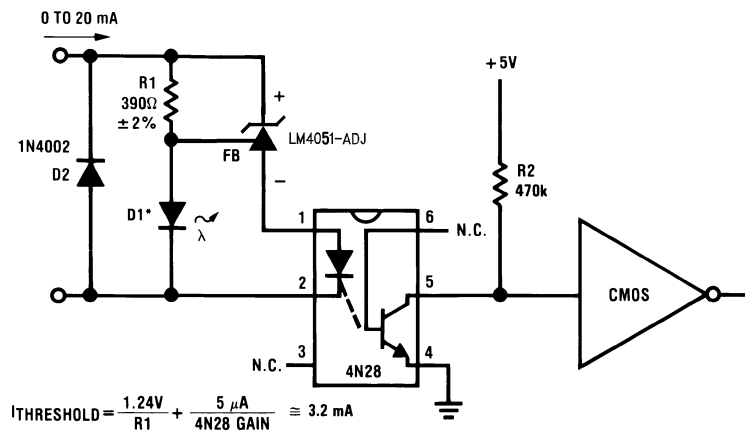 0 TO 20 mA
R1
390Ω
±2%
+
LM4051-ADJ
FB
−
1N4002
D2
D1*
λ
+5V
R2
470k
1
6
N.C.
2
5
3
N.C.
4
4N28
CMOS
ITHRESHOLD = 1.24V / R1 + 5 μA / 4N28 GAIN ≅ 3.2 mA